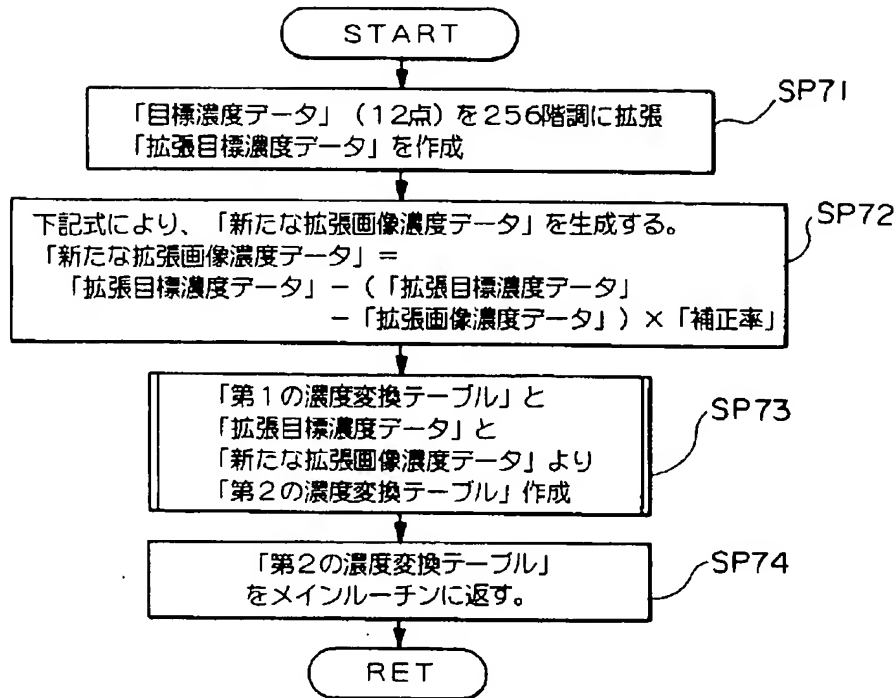 START
SP71
「目標濃度データ」（12点）を256階調に拡張
「拡張目標濃度データ」を作成
SP72
下記式により、「新たな拡張画像濃度データ」を生成する。
「新たな拡張画像濃度データ」＝
「拡張目標濃度データ」－（「拡張目標濃度データ」
－「拡張画像濃度データ」）×「補正率」
SP73
「第1の濃度変換テーブル」と
「拡張目標濃度データ」と
「新たな拡張画像濃度データ」より
「第2の濃度変換テーブル」作成
SP74
「第2の濃度変換テーブル」
をメインルーチンに返す。
RET